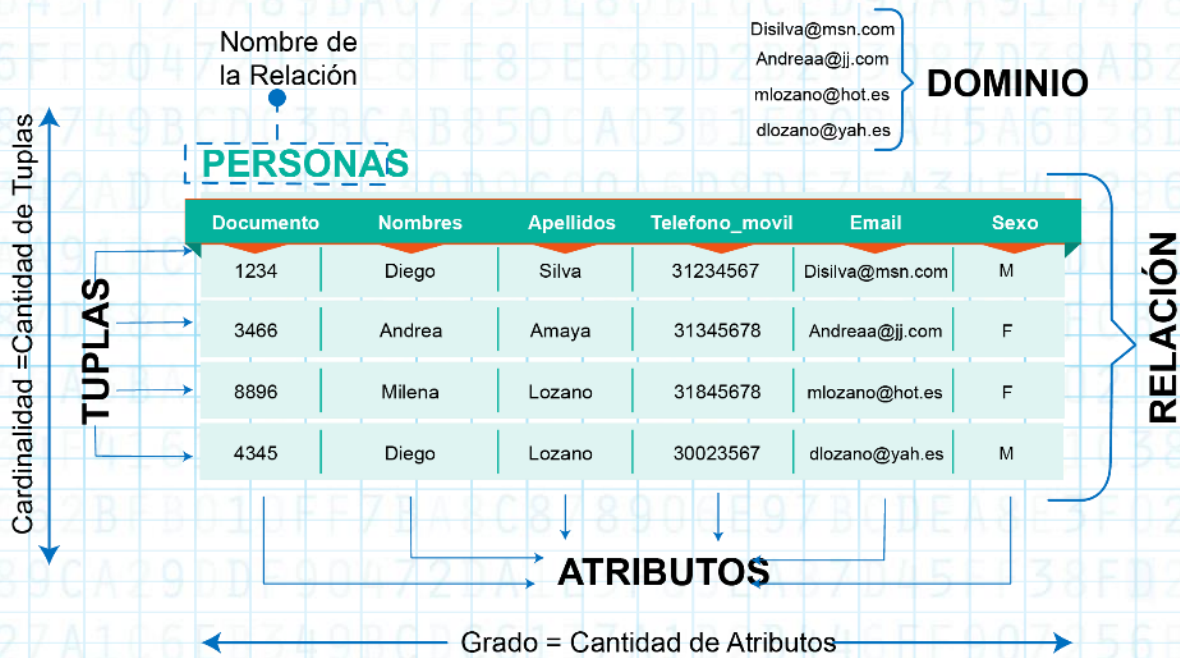 Nombre de
la Relación
Disilva@msn.com
Andreaa@jj.com
mlozano@hot.es
dlozano@yah.es
DOMINIO
PERSONAS
Cardinalidad =Cantidad de Tuplas
TUPLAS
Documento Nombres Apellidos Telefono_movil Email Sexo
1234 Diego Silva 31234567 Disilva@msn.com M
3466 Andrea Amaya 31345678 Andreaa@jj.com F
8896 Milena Lozano 31845678 mlozano@hot.es F
4345 Diego Lozano 30023567 dlozano@yah.es M
RELACIÓN
ATRIBUTOS
Grado = Cantidad de Atributos